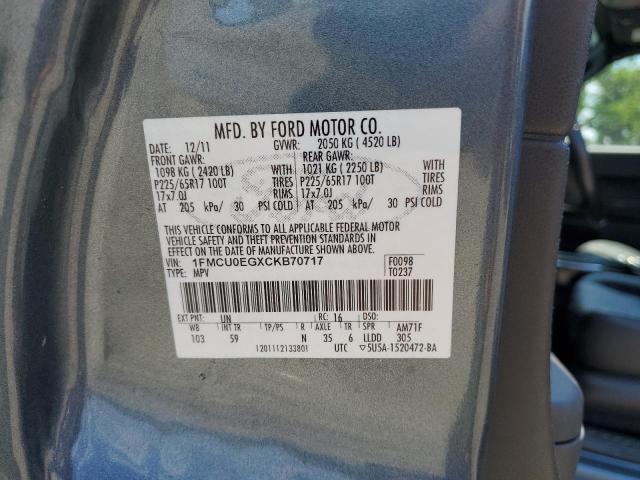 MFD. BY FORD MOTOR CO.
DATE: 12/11 GVWR: 2050 KG ( 4520 LB)
FRONT GAWR: REAR GAWR:
1098 KG ( 2420 LB) 1021 KG ( 2250 LB)
P225/65R17 100T TIRES P225/65R17 100T TIRES
17x7.0J RIMS 17x7.0J RIMS
AT 205 kPa/ 30 PSI COLD AT 205 kPa/ 30 PSI COLD
THIS VEHICLE CONFORMS TO ALL APPLICABLE FEDERAL MOTOR
VEHICLE SAFETY AND THEFT PREVENTION STANDARDS IN
EFFECT ON THE DATE OF MANUFACTURE SHOWN ABOVE.
VIN: 1FMCU0EGXCKB70717 F0098
TYPE: MPV T0237
EXT PNT: UN RC: 16 DSO:
WB INT TR TP/PS R AXLE TR SPR AM71F
103 59 N 35 6 LLDD 305
1201112133801 UTC ▽5U5A-1520472-BA